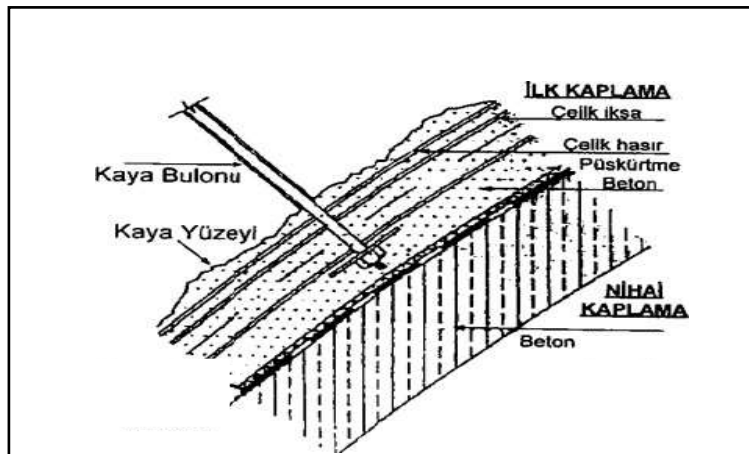 İLK KAPLAMA
Çelik iksa
Çelik hasır
Püskürtme
Beton
Kaya Bulonu
Kaya Yüzeyi
NİHAİ
KAPLAMA
Beton